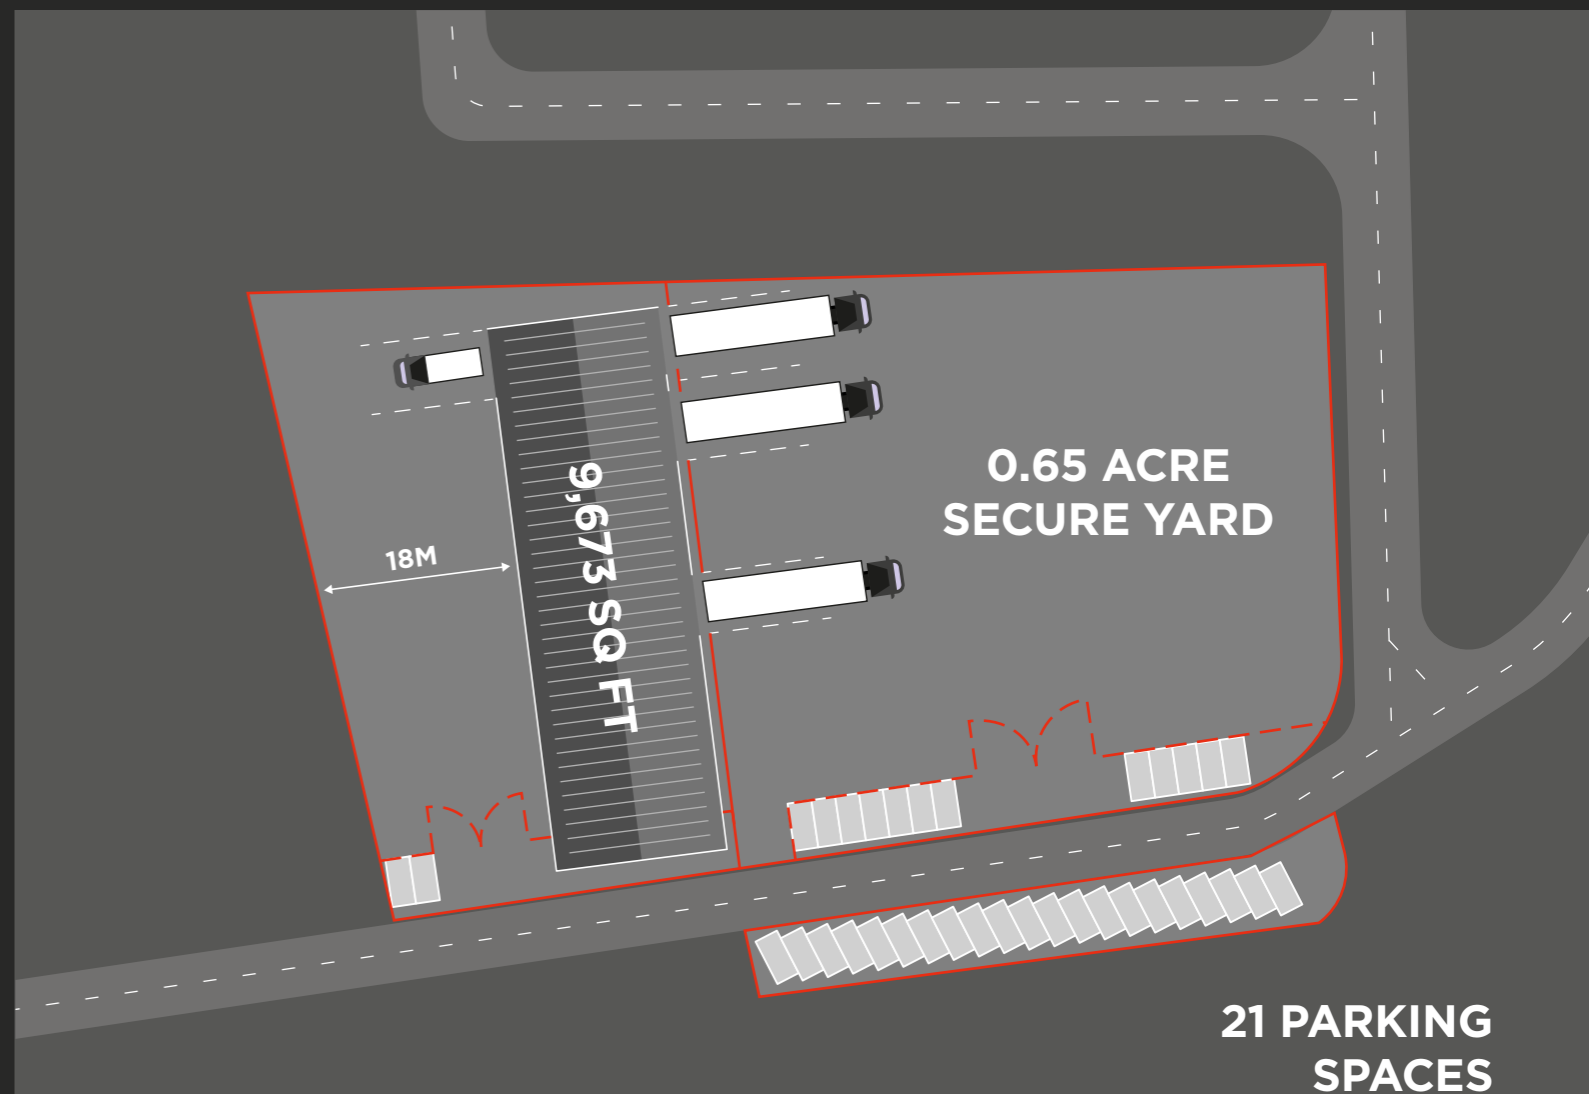 0.65 ACRE
SECURE YARD
18M
9,673 SQ FT
21 PARKING
SPACES